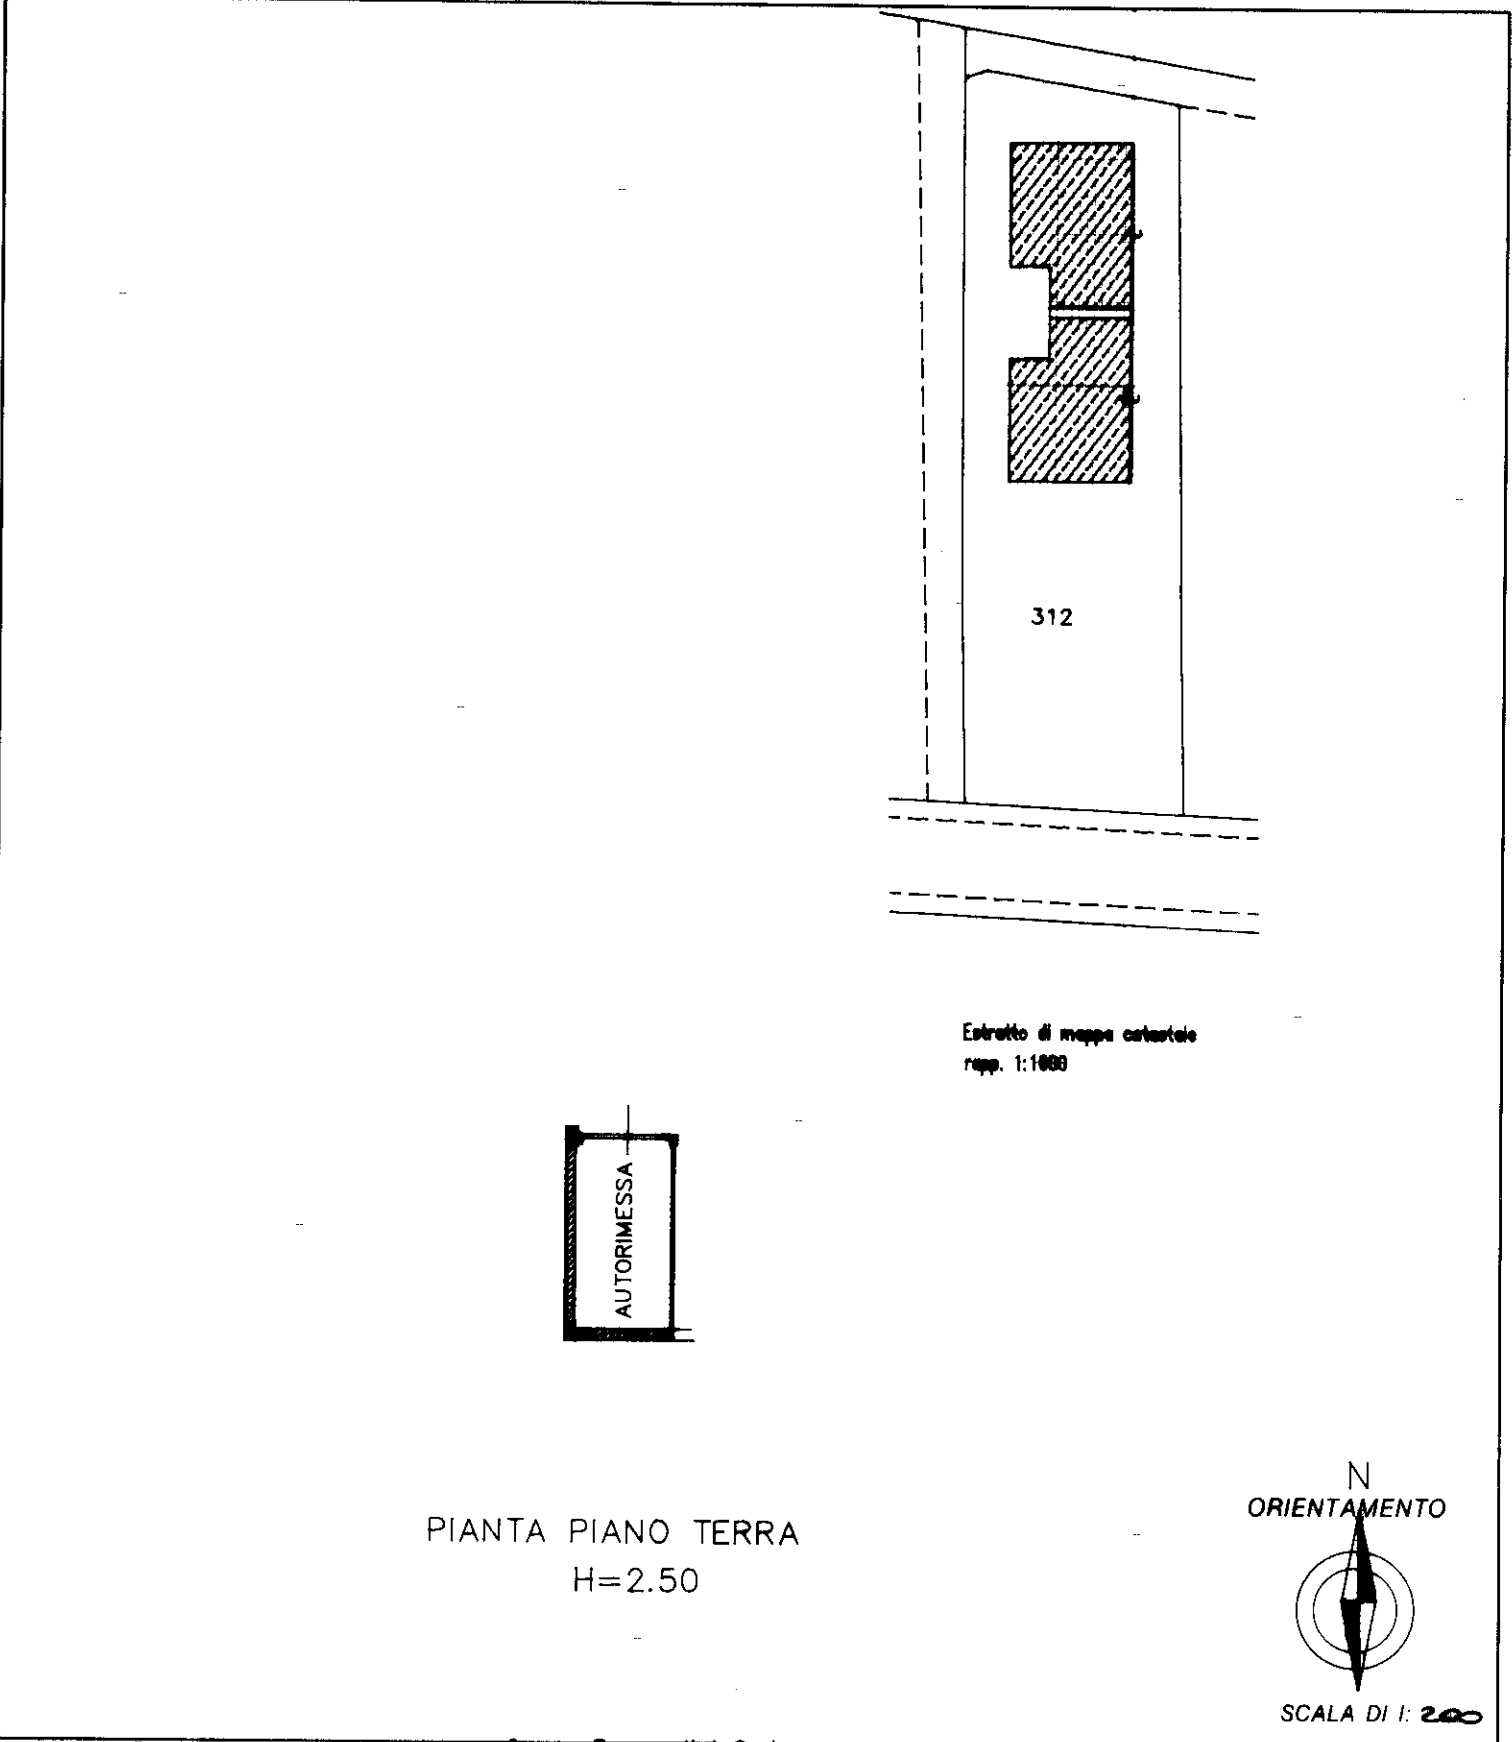 312
Estratto di mappa catastale
rapp. 1:1000
AUTORIMESSA
PIANTA PIANO TERRA
H=2.50
N
ORIENTAMENTO
SCALA DI 1: 200